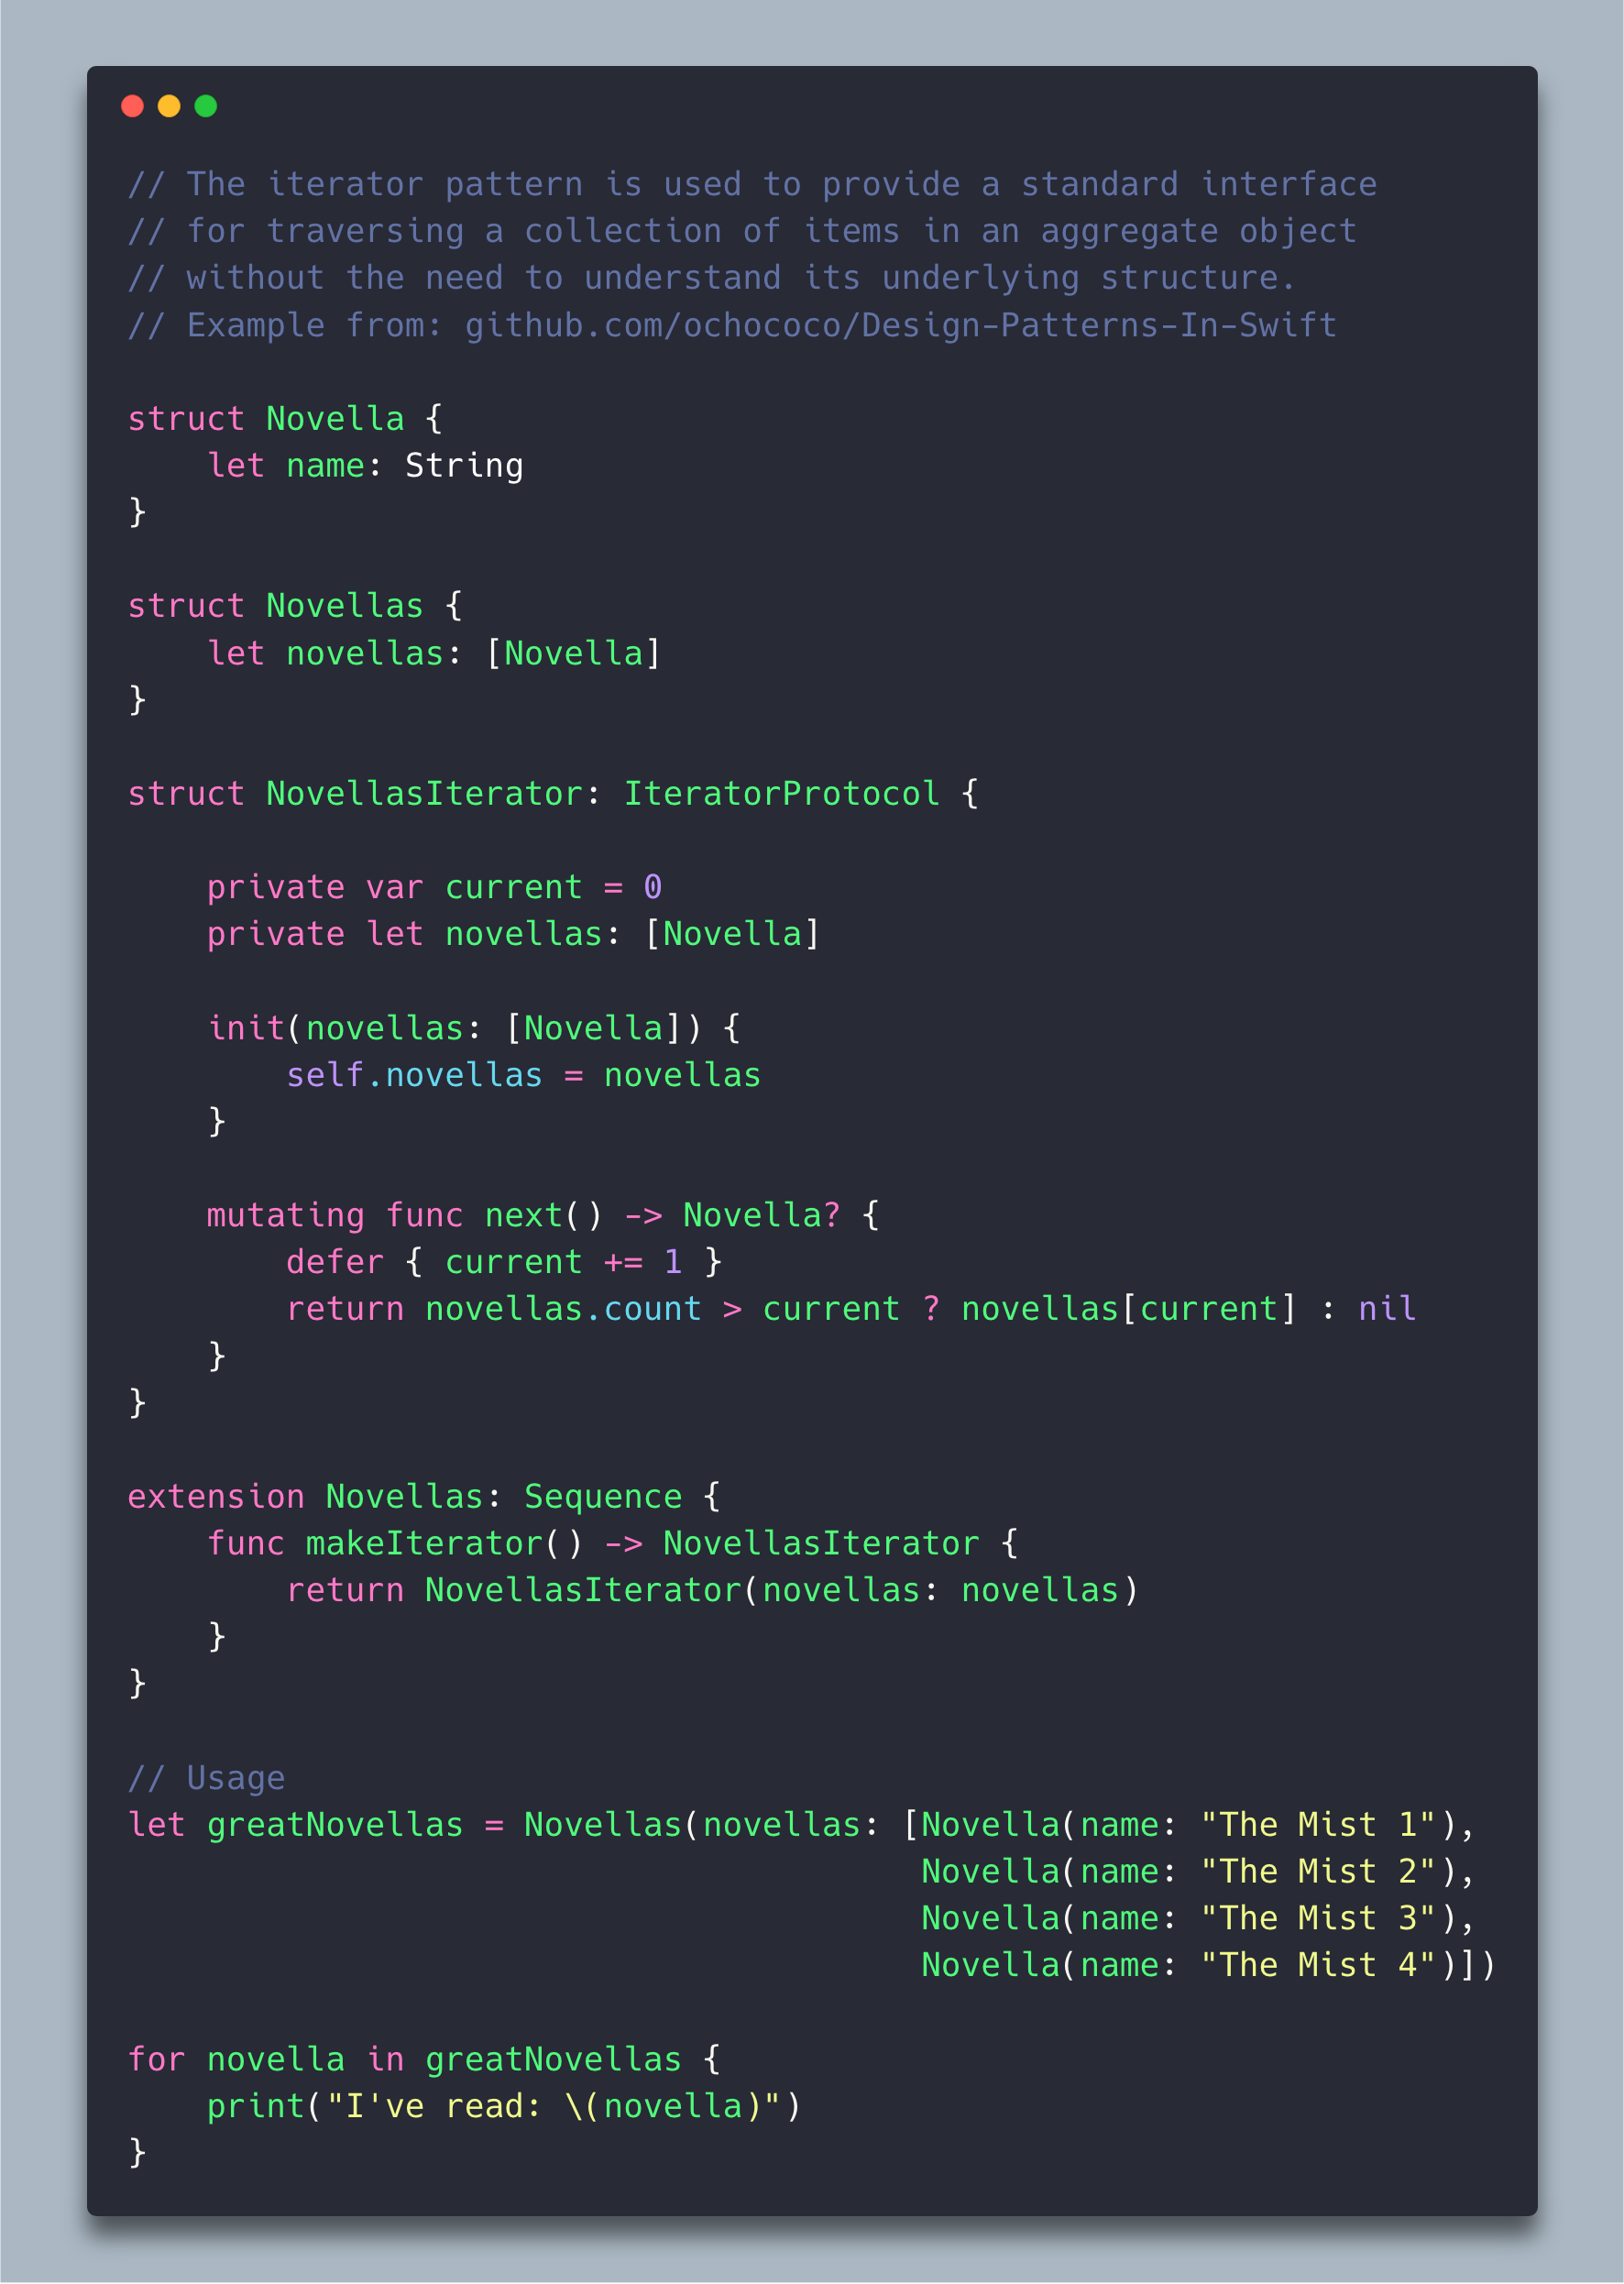 // The iterator pattern is used to provide a standard interface
// for traversing a collection of items in an aggregate object
// without the need to understand its underlying structure.
// Example from: github.com/ochococo/Design-Patterns-In-Swift

struct Novella {
    let name: String
}

struct Novellas {
    let novellas: [Novella]
}

struct NovellasIterator: IteratorProtocol {

    private var current = 0
    private let novellas: [Novella]

    init(novellas: [Novella]) {
        self.novellas = novellas
    }

    mutating func next() -> Novella? {
        defer { current += 1 }
        return novellas.count > current ? novellas[current] : nil
    }
}

extension Novellas: Sequence {
    func makeIterator() -> NovellasIterator {
        return NovellasIterator(novellas: novellas)
    }
}

// Usage
let greatNovellas = Novellas(novellas: [Novella(name: "The Mist 1"),
                                        Novella(name: "The Mist 2"),
                                        Novella(name: "The Mist 3"),
                                        Novella(name: "The Mist 4")])

for novella in greatNovellas {
    print("I've read: \(novella)")
}